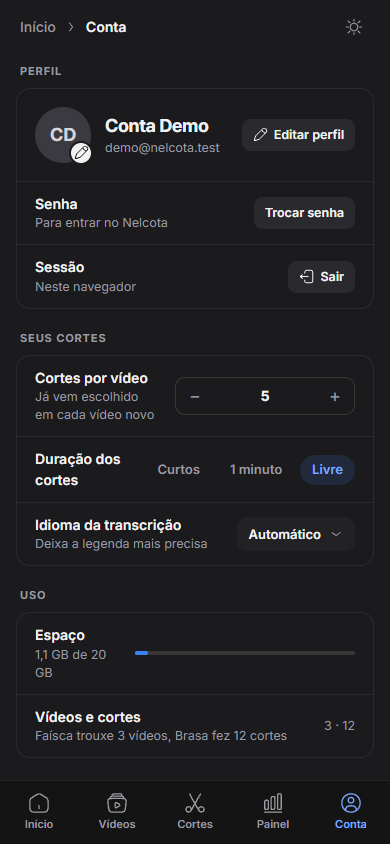 Início > Conta
PERFIL
CD
Conta Demo
demo@nelcota.test
Editar perfil
Senha
Para entrar no Nelcota
Trocar senha
Sessão
Neste navegador
Sair
SEUS CORTES
Cortes por vídeo
Já vem escolhido
em cada vídeo novo
− 5 +
Duração dos
cortes
Curtos 1 minuto Livre
Idioma da transcrição
Deixa a legenda mais precisa
Automático
USO
Espaço
1,1 GB de 20
GB
Vídeos e cortes
Faísca trouxe 3 vídeos, Brasa fez 12 cortes
3 · 12
Início Vídeos Cortes Painel Conta